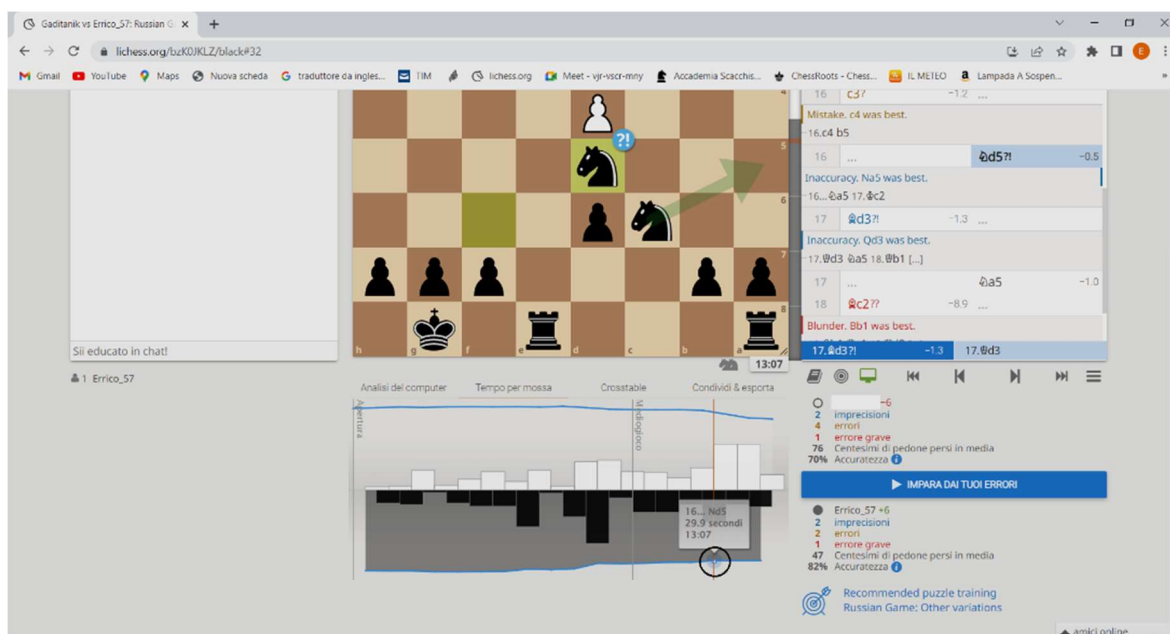 Gaditanik vs Errico_57: Russian G
lichess.org/bzK0JKLZ/black#32
E
Gmail YouTube Maps Nuova scheda traduttore da ingles... TIM lichess.org Meet - vjr-vscr-mny Accademia Scacchis... ChessRoots - Chess... IL METEO Lampada A Sospen... »
4
5
6
7
8
h g f e d c b a
?!
Sii educato in chat!
1 Errico_57
13:07
16 c3? −1.2 ...
Mistake. c4 was best.
16.c4 b5
16 ... ♘d5?! −0.5
Inaccuracy. Na5 was best.
16...♘a5 17.♗c2
17 ♗d3?! −1.3 ...
Inaccuracy. Qd3 was best.
17.♕d3 ♘a5 18.♕b1 [...]
17 ... ♘a5 −1.0
18 ♗c2?? −8.9 ...
Blunder. Bb1 was best.
17.♗d3?! −1.3 17.♕d3
Analisi del computer Tempo per mossa Crosstable Condividi & esporta
Apertura
Mediogioco
16... Nd5
29.9 secondi
13:07
−6
2 imprecisioni
4 errori
1 errore grave
76 Centesimi di pedone persi in media
70% Accuratezza
IMPARA DAI TUOI ERRORI
Errico_57 +6
2 imprecisioni
2 errori
1 errore grave
47 Centesimi di pedone persi in media
82% Accuratezza
Recommended puzzle training
Russian Game: Other variations
amici online